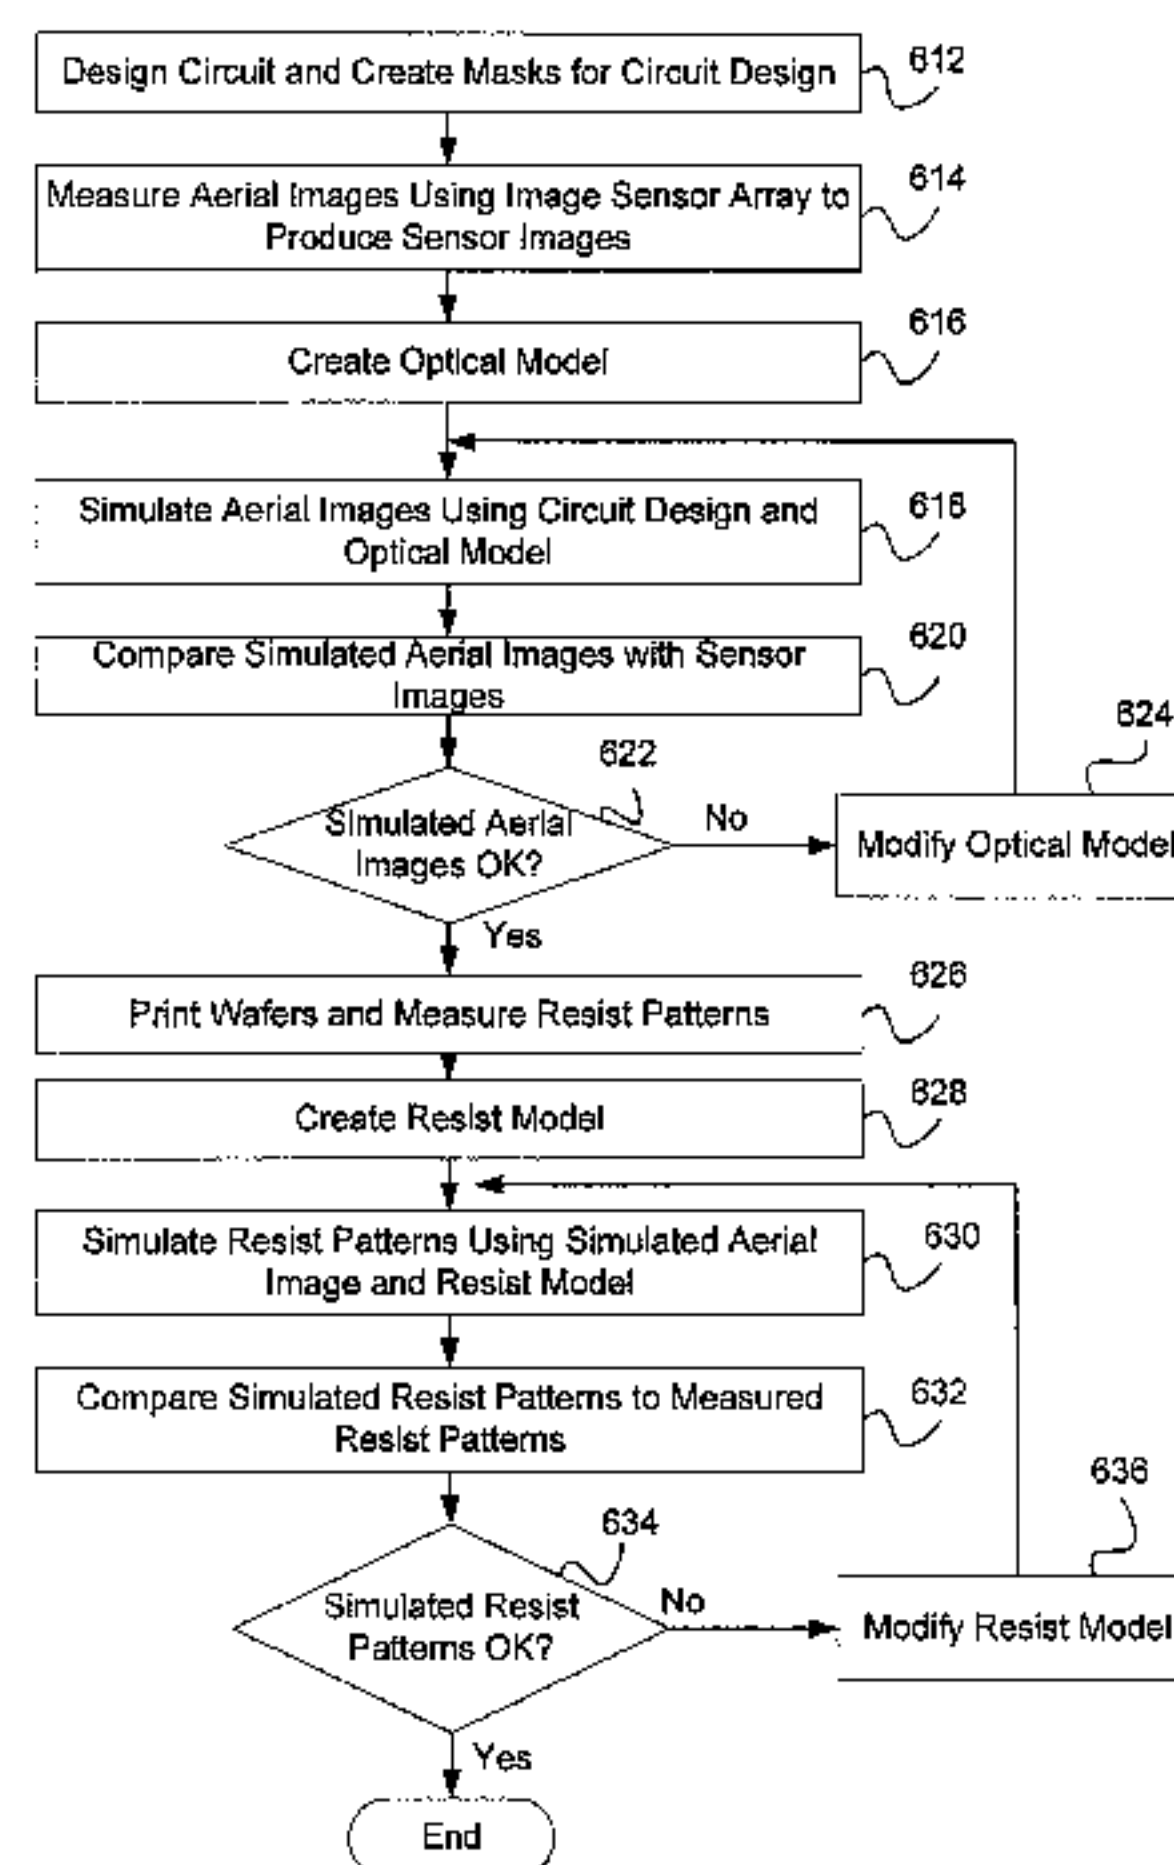 Design Circuit and Create Masks for Circuit Design
612
Measure Aerial Images Using Image Sensor Array to
Produce Sensor Images
614
Create Optical Model
616
Simulate Aerial Images Using Circuit Design and
Optical Model
618
Compare Simulated Aerial Images with Sensor
Images
620
622
Simulated Aerial
Images OK?
No
624
Modify Optical Model
Yes
Print Wafers and Measure Resist Patterns
626
Create Resist Model
628
Simulate Resist Patterns Using Simulated Aerial
Image and Resist Model
630
Compare Simulated Resist Patterns to Measured
Resist Patterns
632
634
Simulated Resist
Patterns OK?
No
636
Modify Resist Model
Yes
End